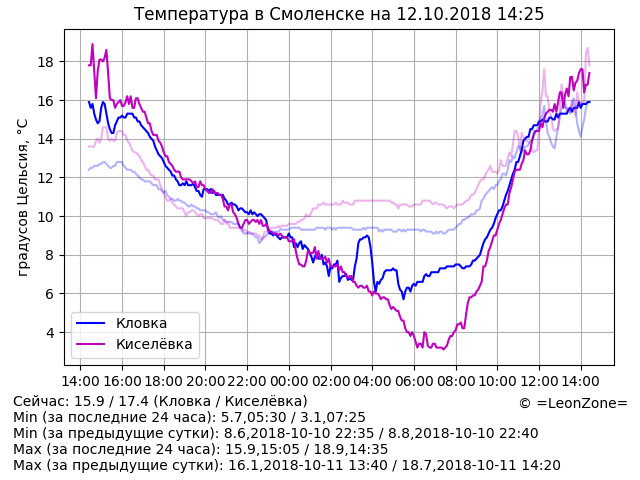 Температура в Смоленске на 12.10.2018 14:25
градусов Цельсия, °C
18
16
14
12
10
8
6
4
Кловка
Киселёвка
14:00 16:00 18:00 20:00 22:00 00:00 02:00 04:00 06:00 08:00 10:00 12:00 14:00
Сейчас: 15.9 / 17.4 (Кловка / Киселёвка)
© =LeonZone=
Min (за последние 24 часа): 5.7,05:30 / 3.1,07:25
Min (за предыдущие сутки): 8.6,2018-10-10 22:35 / 8.8,2018-10-10 22:40
Max (за последние 24 часа): 15.9,15:05 / 18.9,14:35
Max (за предыдущие сутки): 16.1,2018-10-11 13:40 / 18.7,2018-10-11 14:20